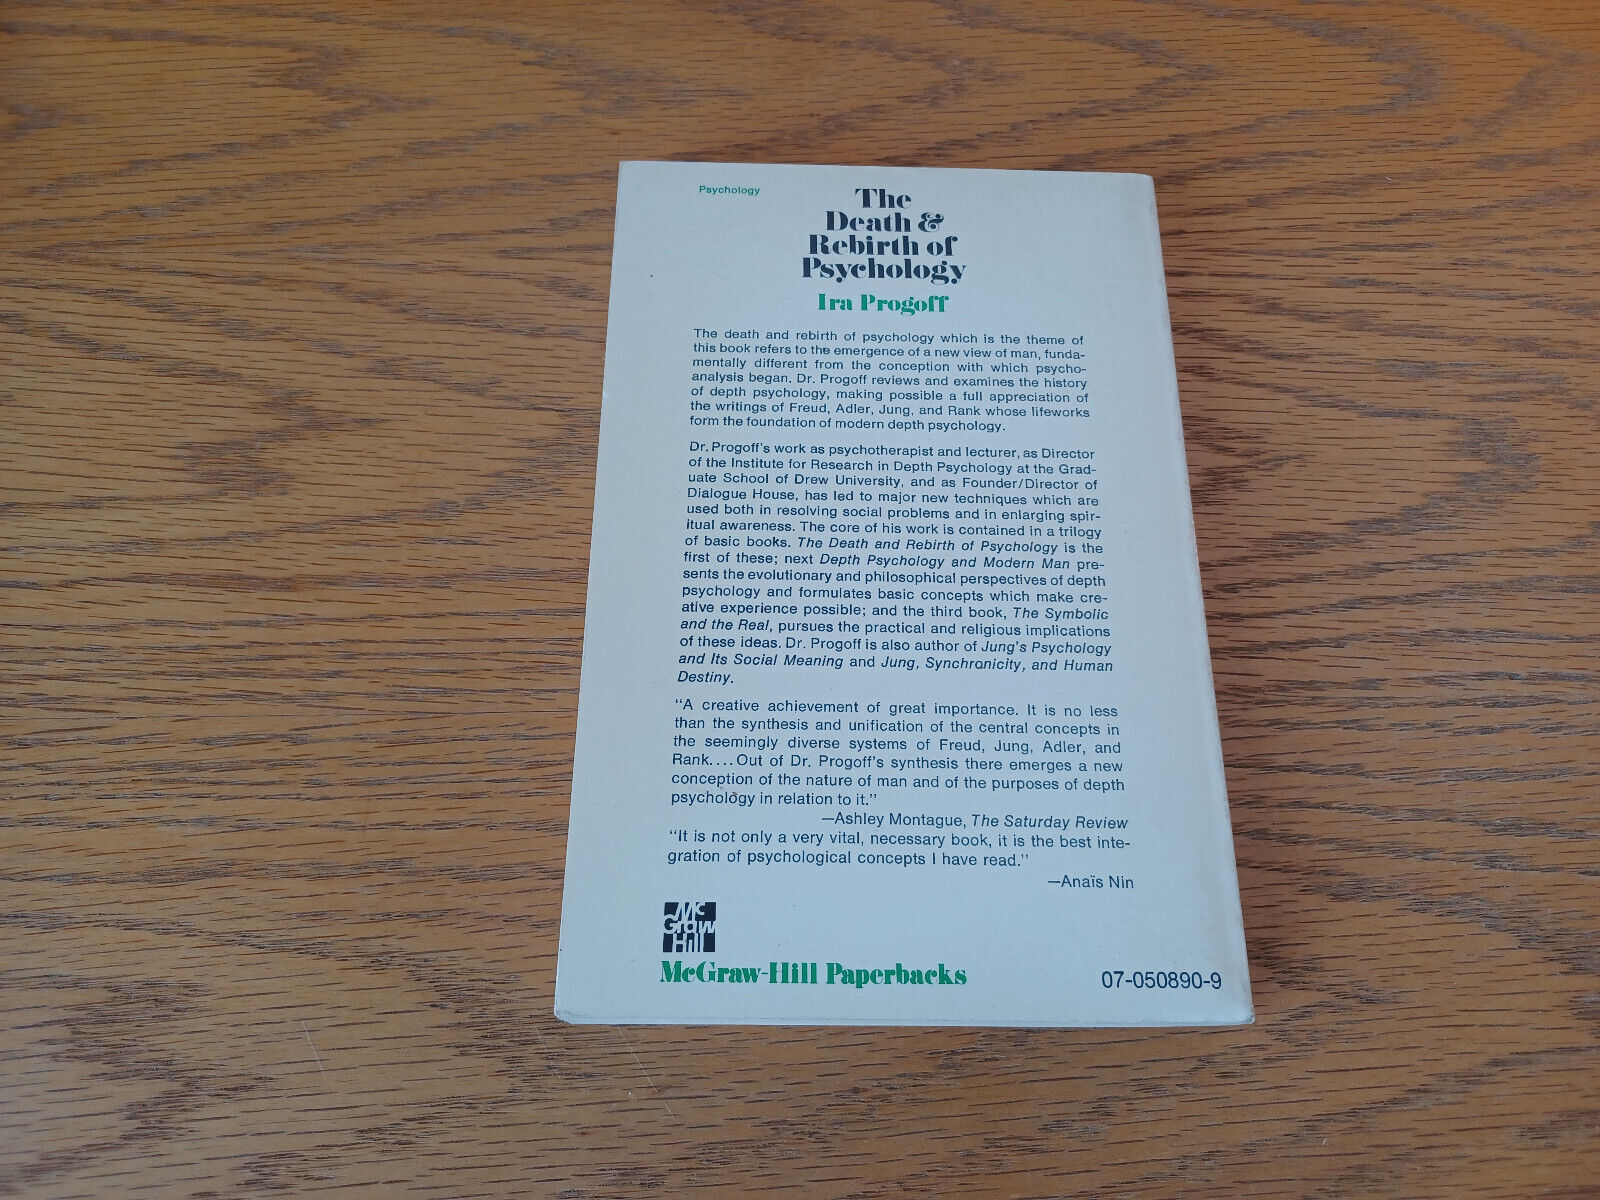 Psychology
The
Death &
Rebirth of
Psychology
Ira Progoff
The death and rebirth of psychology which is the theme of
this book refers to the emergence of a new view of man, funda-
mentally different from the conception with which psycho-
analysis began. Dr. Progoff reviews and examines the history
of depth psychology, making possible a full appreciation of
the writings of Freud, Adler, Jung, and Rank whose lifeworks
form the foundation of modern depth psychology.
Dr. Progoff's work as psychotherapist and lecturer, as Director
of the Institute for Research in Depth Psychology at the Grad-
uate School of Drew University, and as Founder/Director of
Dialogue House, has led to major new techniques which are
used both in resolving social problems and in enlarging spir-
itual awareness. The core of his work is contained in a trilogy
of basic books. The Death and Rebirth of Psychology is the
first of these; next Depth Psychology and Modern Man pre-
sents the evolutionary and philosophical perspectives of depth
psychology and formulates basic concepts which make cre-
ative experience possible; and the third book, The Symbolic
and the Real, pursues the practical and religious implications
of these ideas. Dr. Progoff is also author of Jung's Psychology
and Its Social Meaning and Jung, Synchronicity, and Human
Destiny.
"A creative achievement of great importance. It is no less
than the synthesis and unification of the central concepts in
the seemingly diverse systems of Freud, Jung, Adler, and
Rank....Out of Dr. Progoff's synthesis there emerges a new
conception of the nature of man and of the purposes of depth
psychology in relation to it."
—Ashley Montague, The Saturday Review
"It is not only a very vital, necessary book, it is the best inte-
gration of psychological concepts I have read."
—Anaïs Nin
Mc
Graw
Hill
McGraw-Hill Paperbacks
07-050890-9